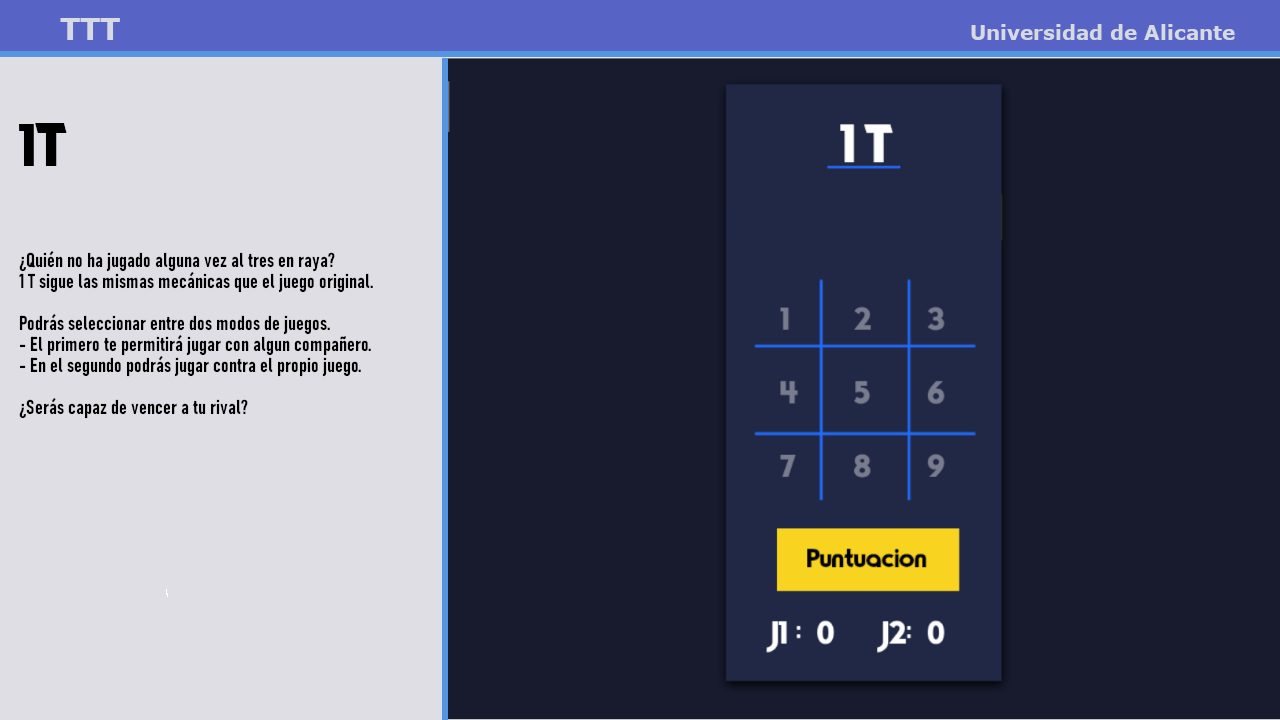 TTT
Universidad de Alicante
1T
¿Quién no ha jugado alguna vez al tres en raya?
1T sigue las mismas mecánicas que el juego original.
Podrás seleccionar entre dos modos de juegos.
- El primero te permitirá jugar con algun compañero.
- En el segundo podrás jugar contra el propio juego.
¿Serás capaz de vencer a tu rival?
1T
1 2 3
4 5 6
7 8 9
Puntuacion
J1 : 0 J2: 0